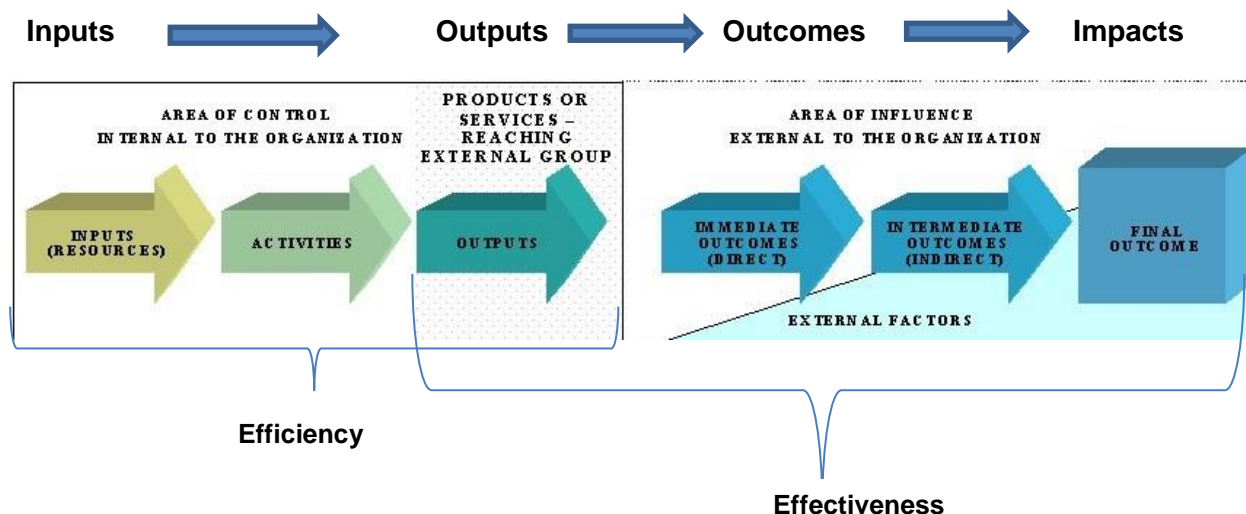 Inputs
Outputs
Outcomes
Impacts
AREA OF CONTROL
INTERNAL TO THE ORGANIZATION
PRODUCTS OR
SERVICES –
REACHING
EXTERNAL GROUP
AREA OF INFLUENCE
EXTERNAL TO THE ORGANIZATION
INPUTS
(RESOURCES)
ACTIVITIES
OUTPUTS
IMMEDIATE
OUTCOMES
(DIRECT)
INTERMEDIATE
OUTCOMES
(INDIRECT)
FINAL
OUTCOME
EXTERNAL FACTORS
Efficiency
Effectiveness